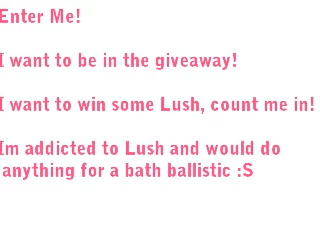 Enter Me!
I want to be in the giveaway!
I want to win some Lush, count me in!
Im addicted to Lush and would do
anything for a bath ballistic :S